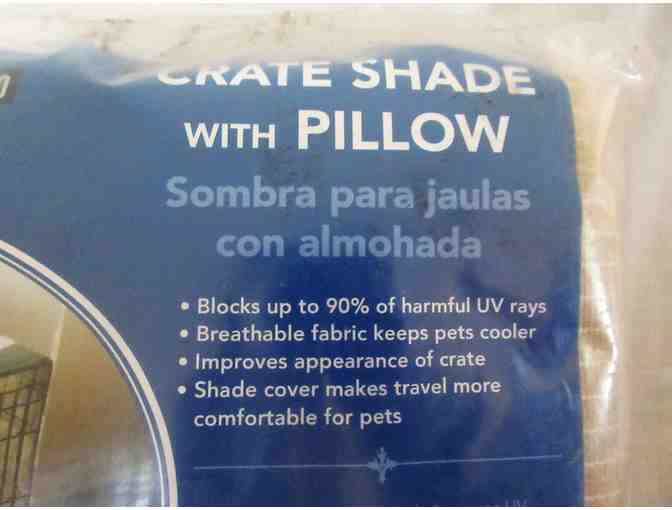 CRATE SHADE
WITH PILLOW
Sombra para jaulas
con almohada
• Blocks up to 90% of harmful UV rays
• Breathable fabric keeps pets cooler
• Improves appearance of crate
• Shade cover makes travel more
comfortable for pets
UV